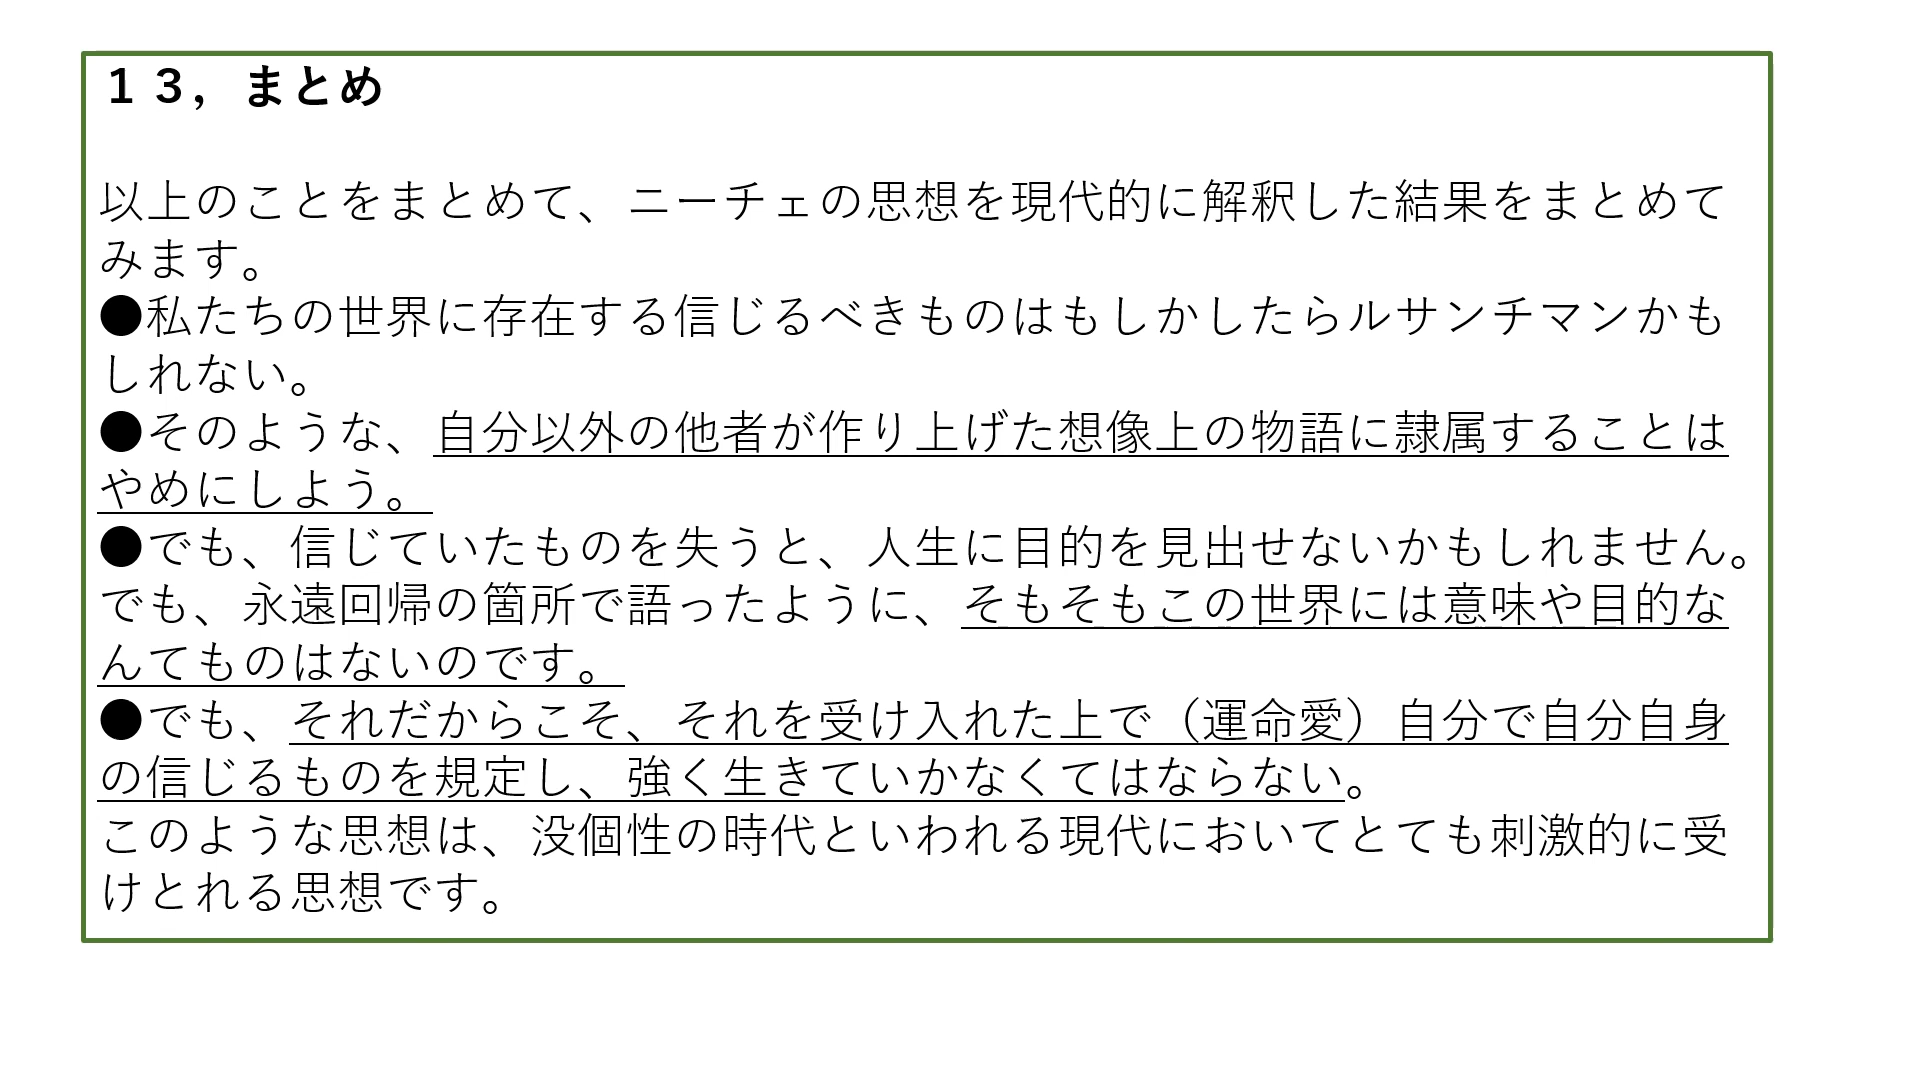 １３，まとめ
以上のことをまとめて、ニーチェの思想を現代的に解釈した結果をまとめて
みます。
●私たちの世界に存在する信じるべきものはもしかしたらルサンチマンかも
しれない。
●そのような、自分以外の他者が作り上げた想像上の物語に隷属することは
やめにしよう。
●でも、信じていたものを失うと、人生に目的を見出せないかもしれません。
でも、永遠回帰の箇所で語ったように、そもそもこの世界には意味や目的な
んてものはないのです。
●でも、それだからこそ、それを受け入れた上で（運命愛）自分で自分自身
の信じるものを規定し、強く生きていかなくてはならない。
このような思想は、没個性の時代といわれる現代においてとても刺激的に受
けとれる思想です。